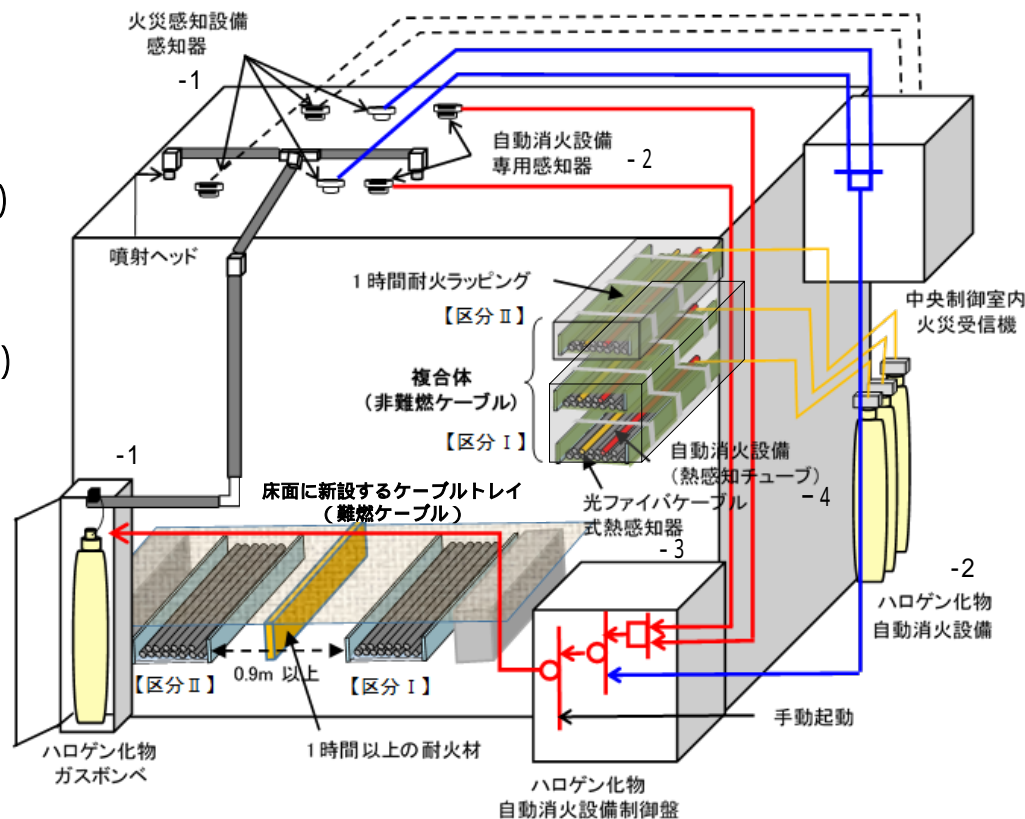 火災感知設備
感知器
-1
自動消火設備
専用感知器
- 2
)
噴射ヘッド
1時間耐火ラッピング
【区分Ⅱ】
中央制御室内
火災受信機
)
複合体
(非難燃ケーブル)
【区分Ⅰ】
自動消火設備
(熱感知チューブ)
- 4
光ファイバケーブル
式熱感知器
- 3
-1
床面に新設するケーブルトレイ
(難燃ケーブル)
-2
ハロゲン化物
自動消火設備
0.9m 以上
【区分Ⅱ】
【区分Ⅰ】
手動起動
1時間以上の耐火材
ハロゲン化物
ガスボンベ
ハロゲン化物
自動消火設備制御盤